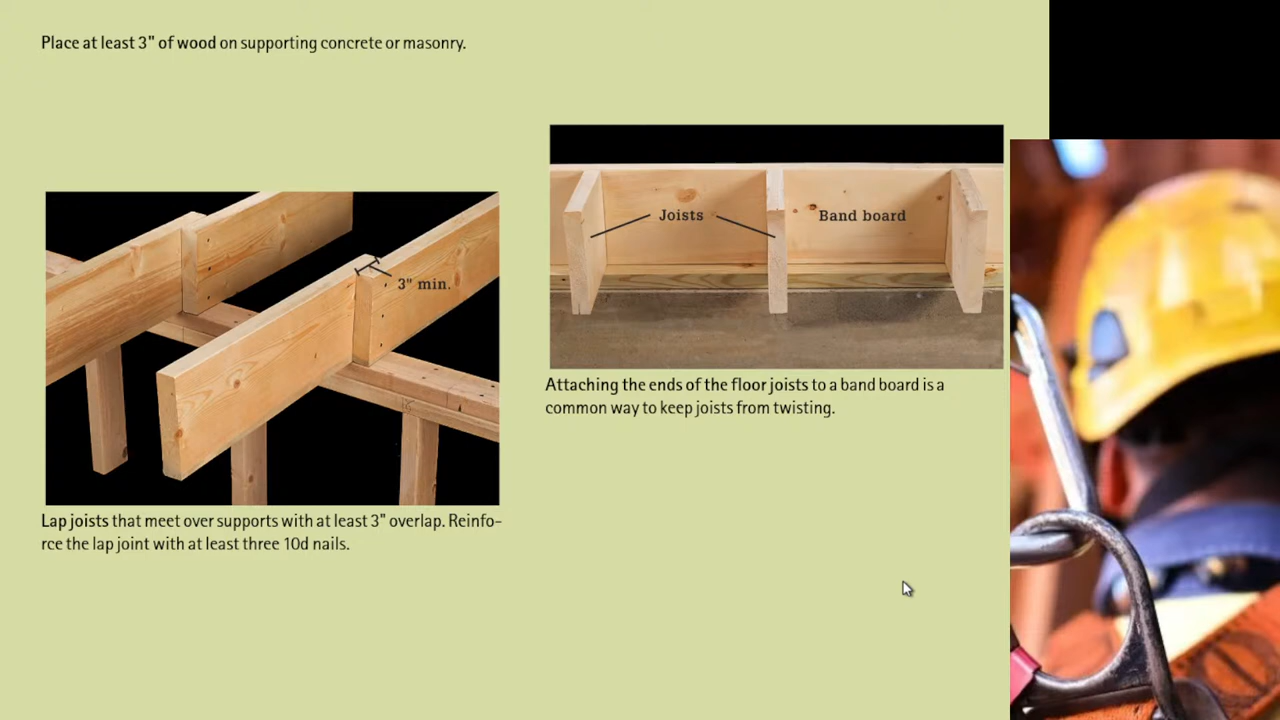 Place at least 3" of wood on supporting concrete or masonry.
3" min.
Lap joists that meet over supports with at least 3" overlap. Reinfo-
rce the lap joint with at least three 10d nails.
Joists
Band board
Attaching the ends of the floor joists to a band board is a
common way to keep joists from twisting.